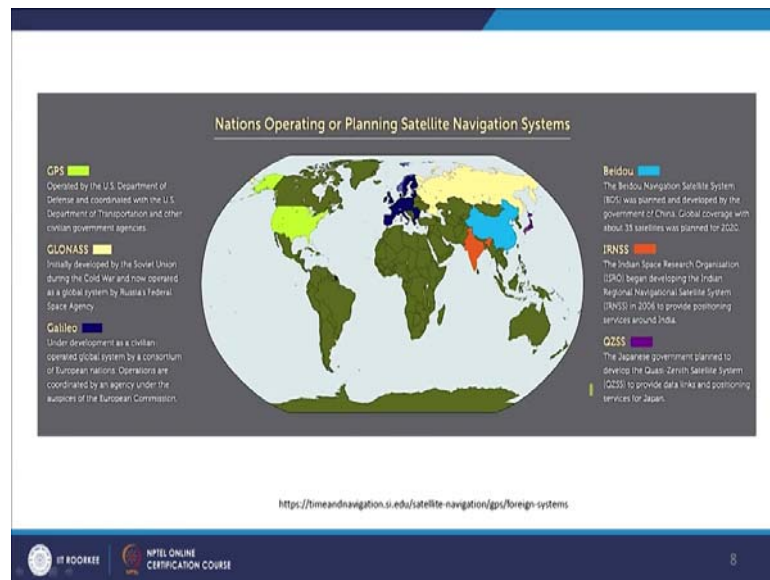 Nations Operating or Planning Satellite Navigation Systems
GPS
Operated by the U.S. Department of
Defense and coordinated with the U.S.
Department of Transportation and other
civilian government agencies.
GLONASS
Initially developed by the Soviet Union
during the Cold War and now operated
as a global system by Russia's Federal
Space Agency.
Galileo
Under development as a civilian
operated global system by a consortium
of European nations. Operations are
coordinated by an agency under the
auspices of the European Commission.
Beidou
The Beidou Navigation Satellite System
(BDS) was planned and developed by the
government of China. Global coverage with
about 35 satellites was planned for 2020.
IRNSS
The Indian Space Research Organisation
(ISRO) began developing the Indian
Regional Navigational Satellite System
(IRNSS) in 2006 to provide positioning
services around India.
QZSS
The Japanese government planned to
develop the Quasi-Zenith Satellite System
(QZSS) to provide data links and positioning
services for Japan.
https://timeandnavigation.si.edu/satellite-navigation/gps/foreign-systems
IIT ROORKEE
NPTEL ONLINE
CERTIFICATION COURSE
8